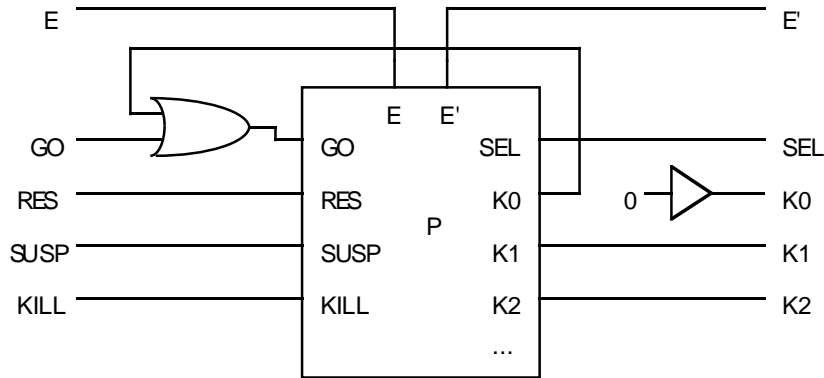 E E'
E E'
GO GO SEL SEL
RES RES K0 0 K0
P
SUSP SUSP K1 K1
KILL KILL K2 K2
...